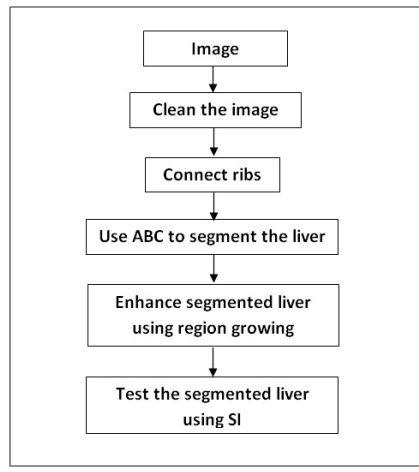 Image
Clean the image
Connect ribs
Use ABC to segment the liver
Enhance segmented liver
using region growing
Test the segmented liver
using SI